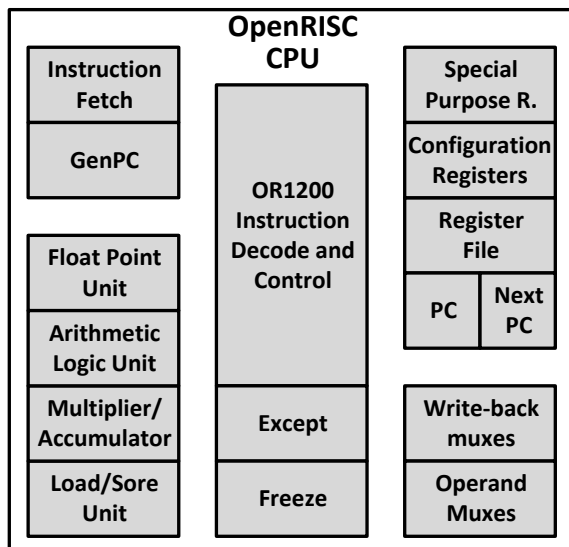 OpenRISC
CPU
Instruction
Fetch
GenPC
Float Point
Unit
Arithmetic
Logic Unit
Multiplier/
Accumulator
Load/Sore
Unit
OR1200
Instruction
Decode and
Control
Except
Freeze
Special
Purpose R.
Configuration
Registers
Register
File
PC
Next
PC
Write-back
muxes
Operand
Muxes